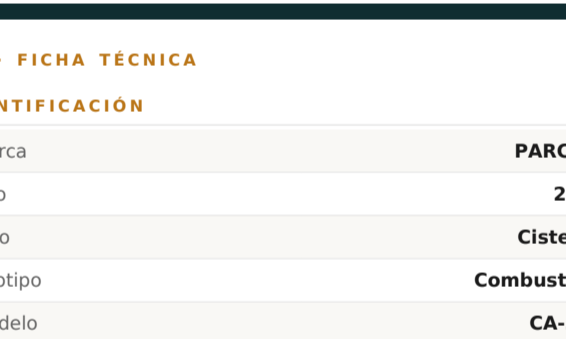 FICHA TÉCNICA
NTIFICACIÓN
rca PARC
o 2
o Ciste
otipo Combust
delo CA-